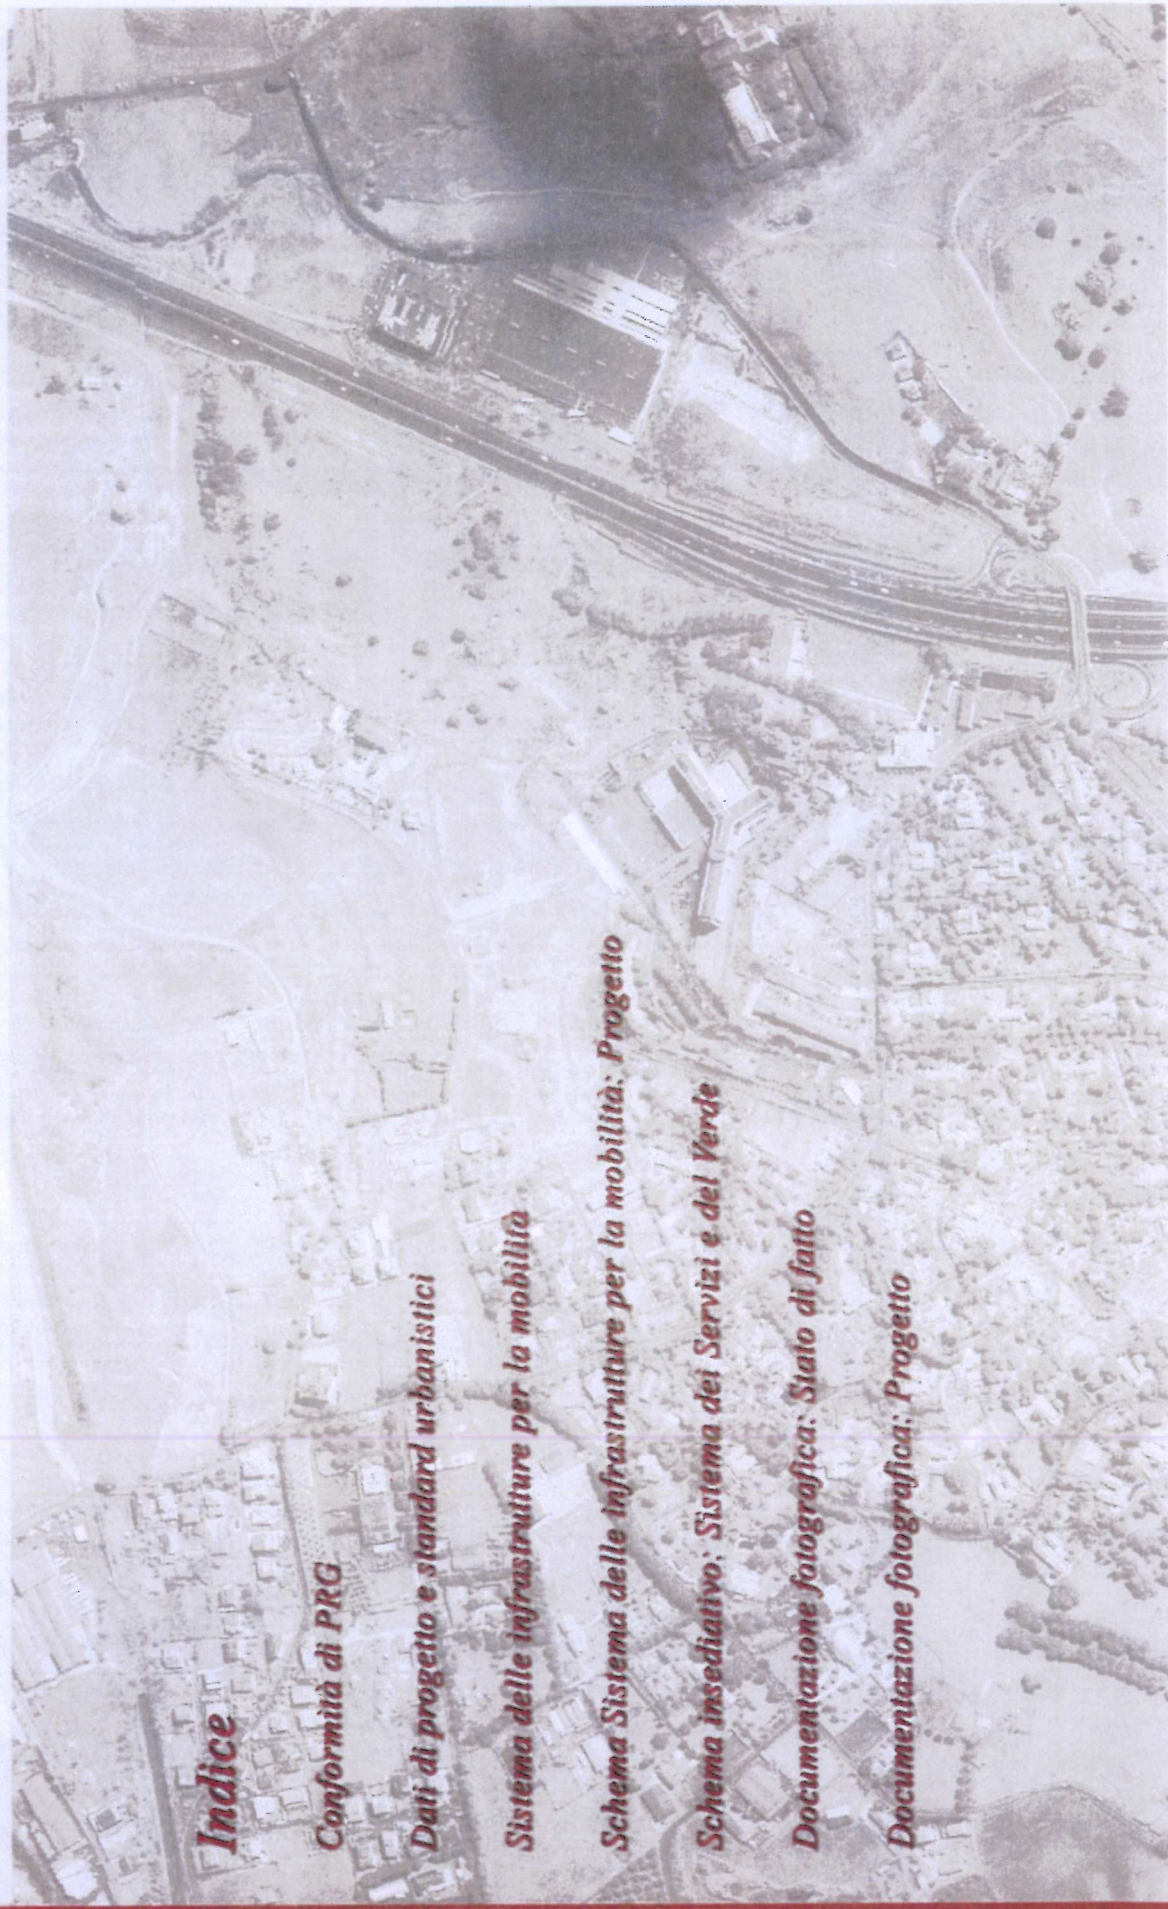 Indice
Conformità di PRG
Dati di progetto e standard urbanistici
Sistema delle infrastrutture per la mobilità
Schema Sistema delle infrastrutture per la mobilità: Progetto
Schema insediativo; Sistema dei Servizi e del Verde
Documentazione fotografica: Stato di fatto
Documentazione fotografica: Progetto